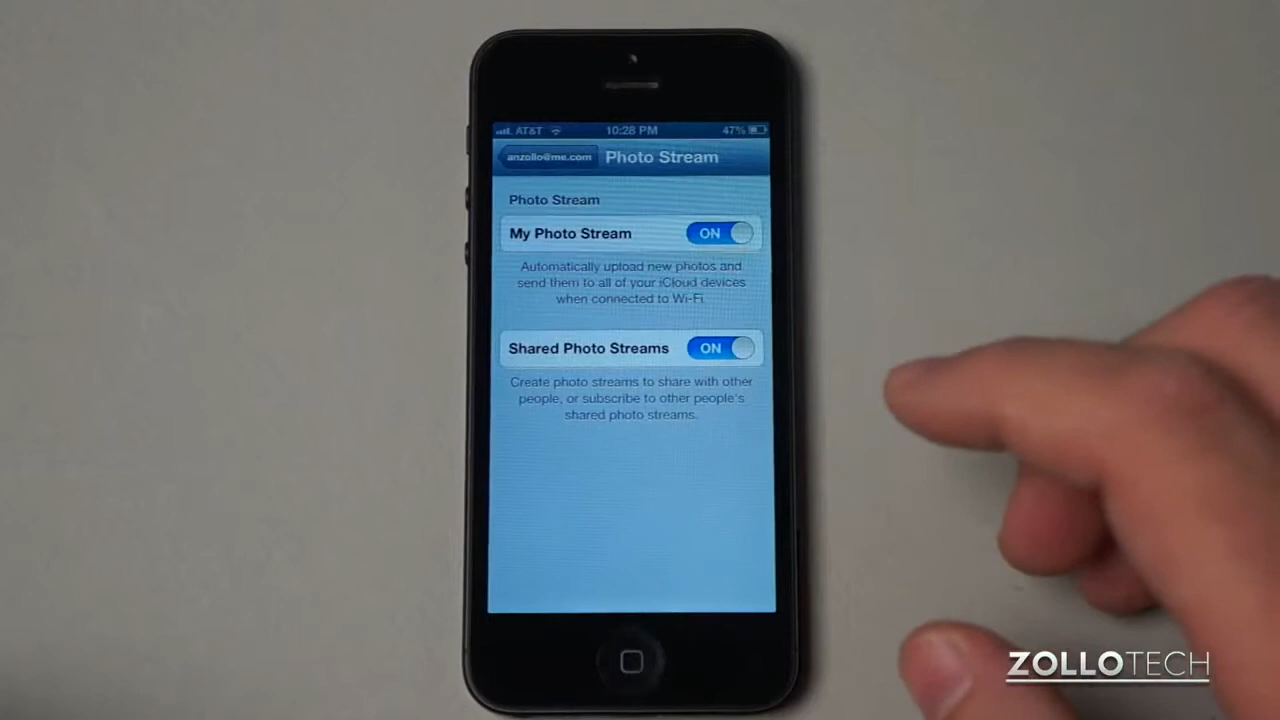 AT&T 10:28 PM 47%
anzollo@me.com Photo Stream
Photo Stream
My Photo Stream ON
Automatically upload new photos and
send them to all of your iCloud devices
when connected to Wi-Fi.
Shared Photo Streams ON
Create photo streams to share with other
people, or subscribe to other people's
shared photo streams.
ZOLLOTECH